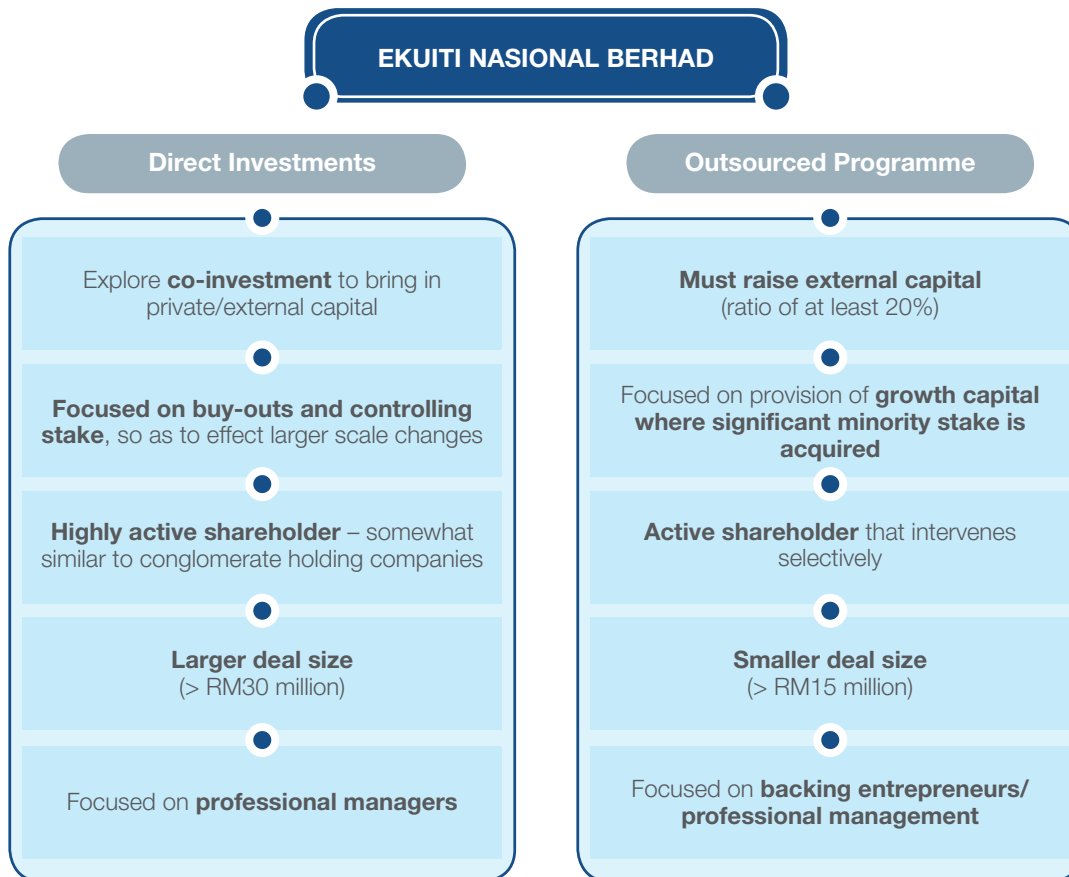 EKUITI NASIONAL BERHAD
Direct Investments
Explore co-investment to bring in
private/external capital
Focused on buy-outs and controlling
stake, so as to effect larger scale changes
Highly active shareholder – somewhat
similar to conglomerate holding companies
Larger deal size
(> RM30 million)
Focused on professional managers
Outsourced Programme
Must raise external capital
(ratio of at least 20%)
Focused on provision of growth capital
where significant minority stake is
acquired
Active shareholder that intervenes
selectively
Smaller deal size
(> RM15 million)
Focused on backing entrepreneurs/
professional management